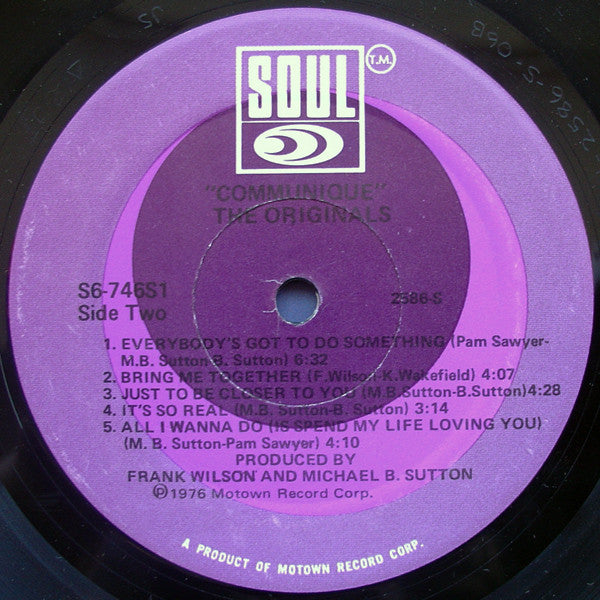 SOUL
T.M.
"COMMUNIQUE"
THE ORIGINALS
S6-746S1
2586-S
Side Two
1. EVERYBODY'S GOT TO DO SOMETHING (Pam Sawyer-
M.B. Sutton-B. Sutton) 6:32
2. BRING ME TOGETHER (F. Wilson-K. Wakefield) 4:07
3. JUST TO BE CLOSER TO YOU (M.B.Sutton-B.Sutton)4:28
4. IT'S SO REAL (M.B. Sutton-B. Sutton) 3:14
5. ALL I WANNA DO (IS SPEND MY LIFE LOVING YOU)
(M. B. Sutton-Pam Sawyer) 4:10
PRODUCED BY
FRANK WILSON AND MICHAEL B. SUTTON
℗1976 Motown Record Corp.
A PRODUCT OF MOTOWN RECORD CORP.